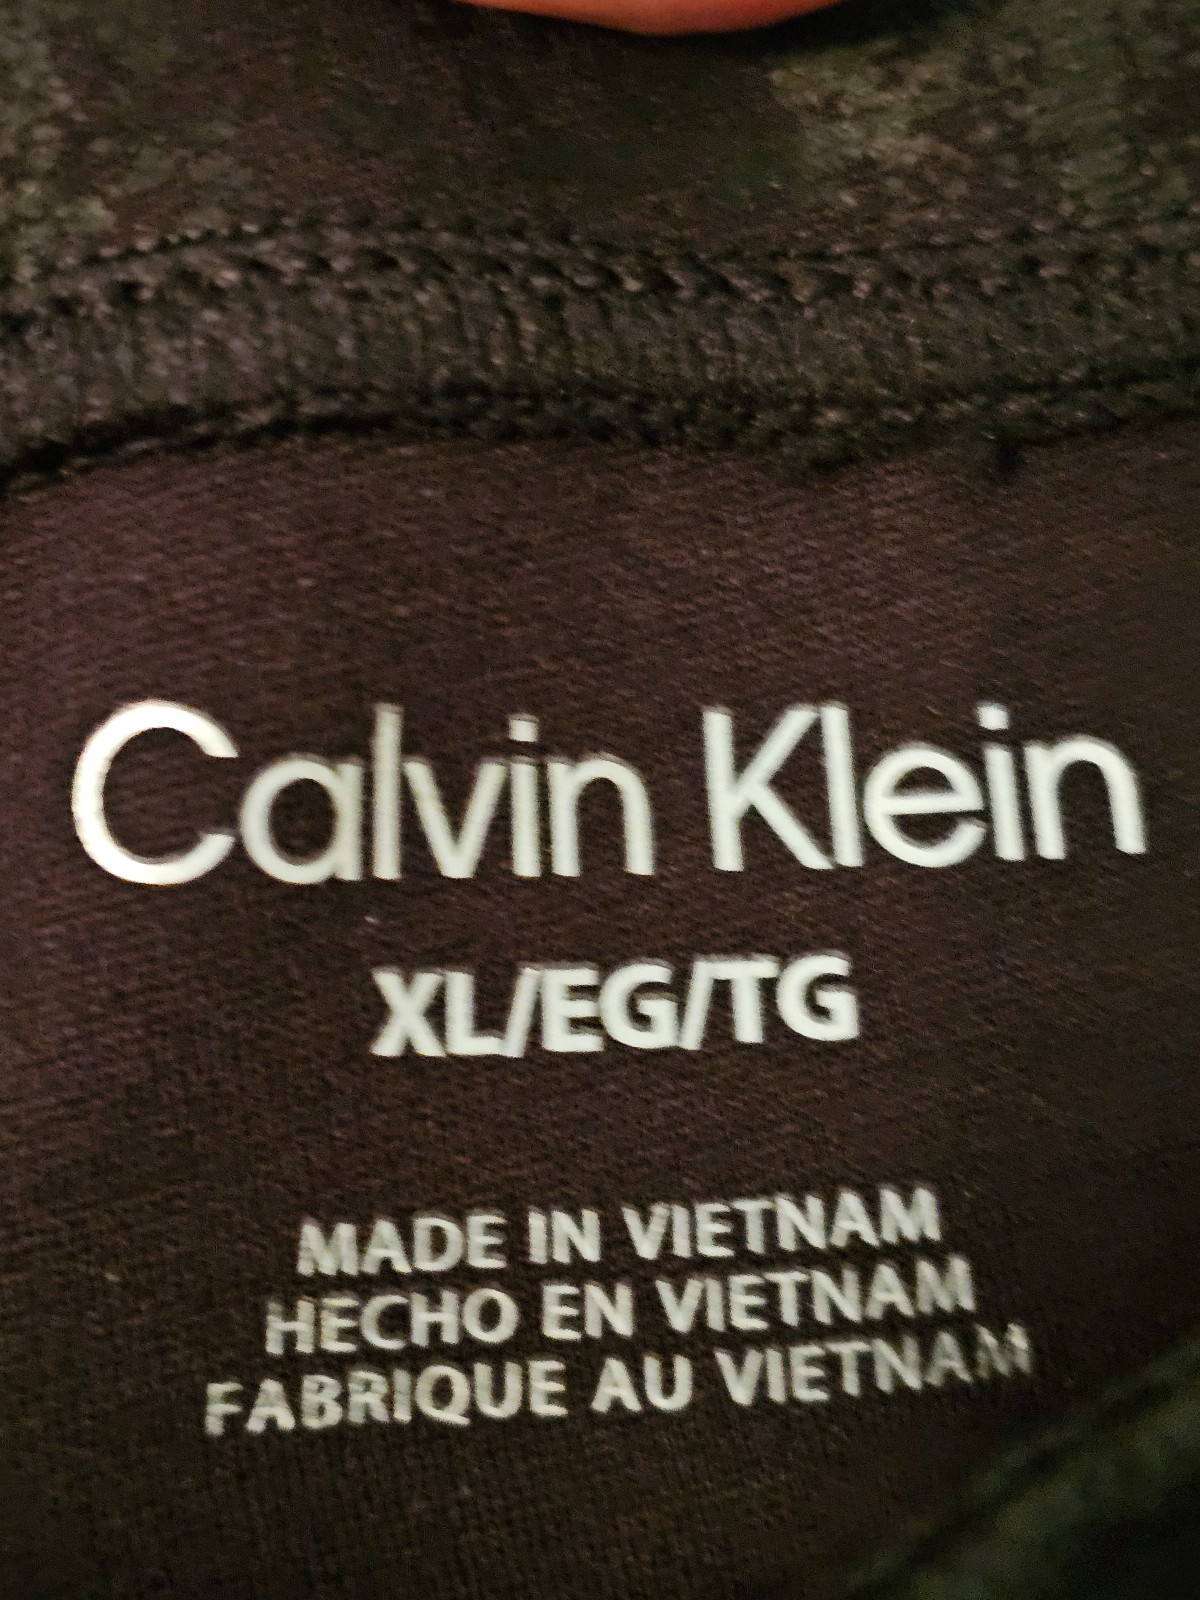 Calvin Klein
XL/EG/TG
MADE IN VIETNAM
HECHO EN VIETNAM
FABRIQUE AU VIETNAM